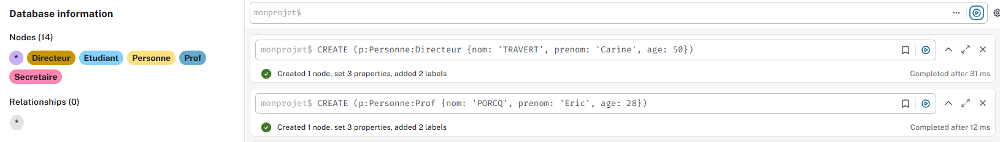 Database information
Nodes (14)
* Directeur Etudiant Personne Prof
Secretaire
Relationships (0)
*
monprojet$
monprojet$ CREATE (p:Personne:Directeur {nom: 'TRAVERT', prenom: 'Carine', age: 50})
Created 1 node, set 3 properties, added 2 labels Completed after 31 ms
monprojet$ CREATE (p:Personne:Prof {nom: 'PORCQ', prenom: 'Eric', age: 28})
Created 1 node, set 3 properties, added 2 labels Completed after 12 ms